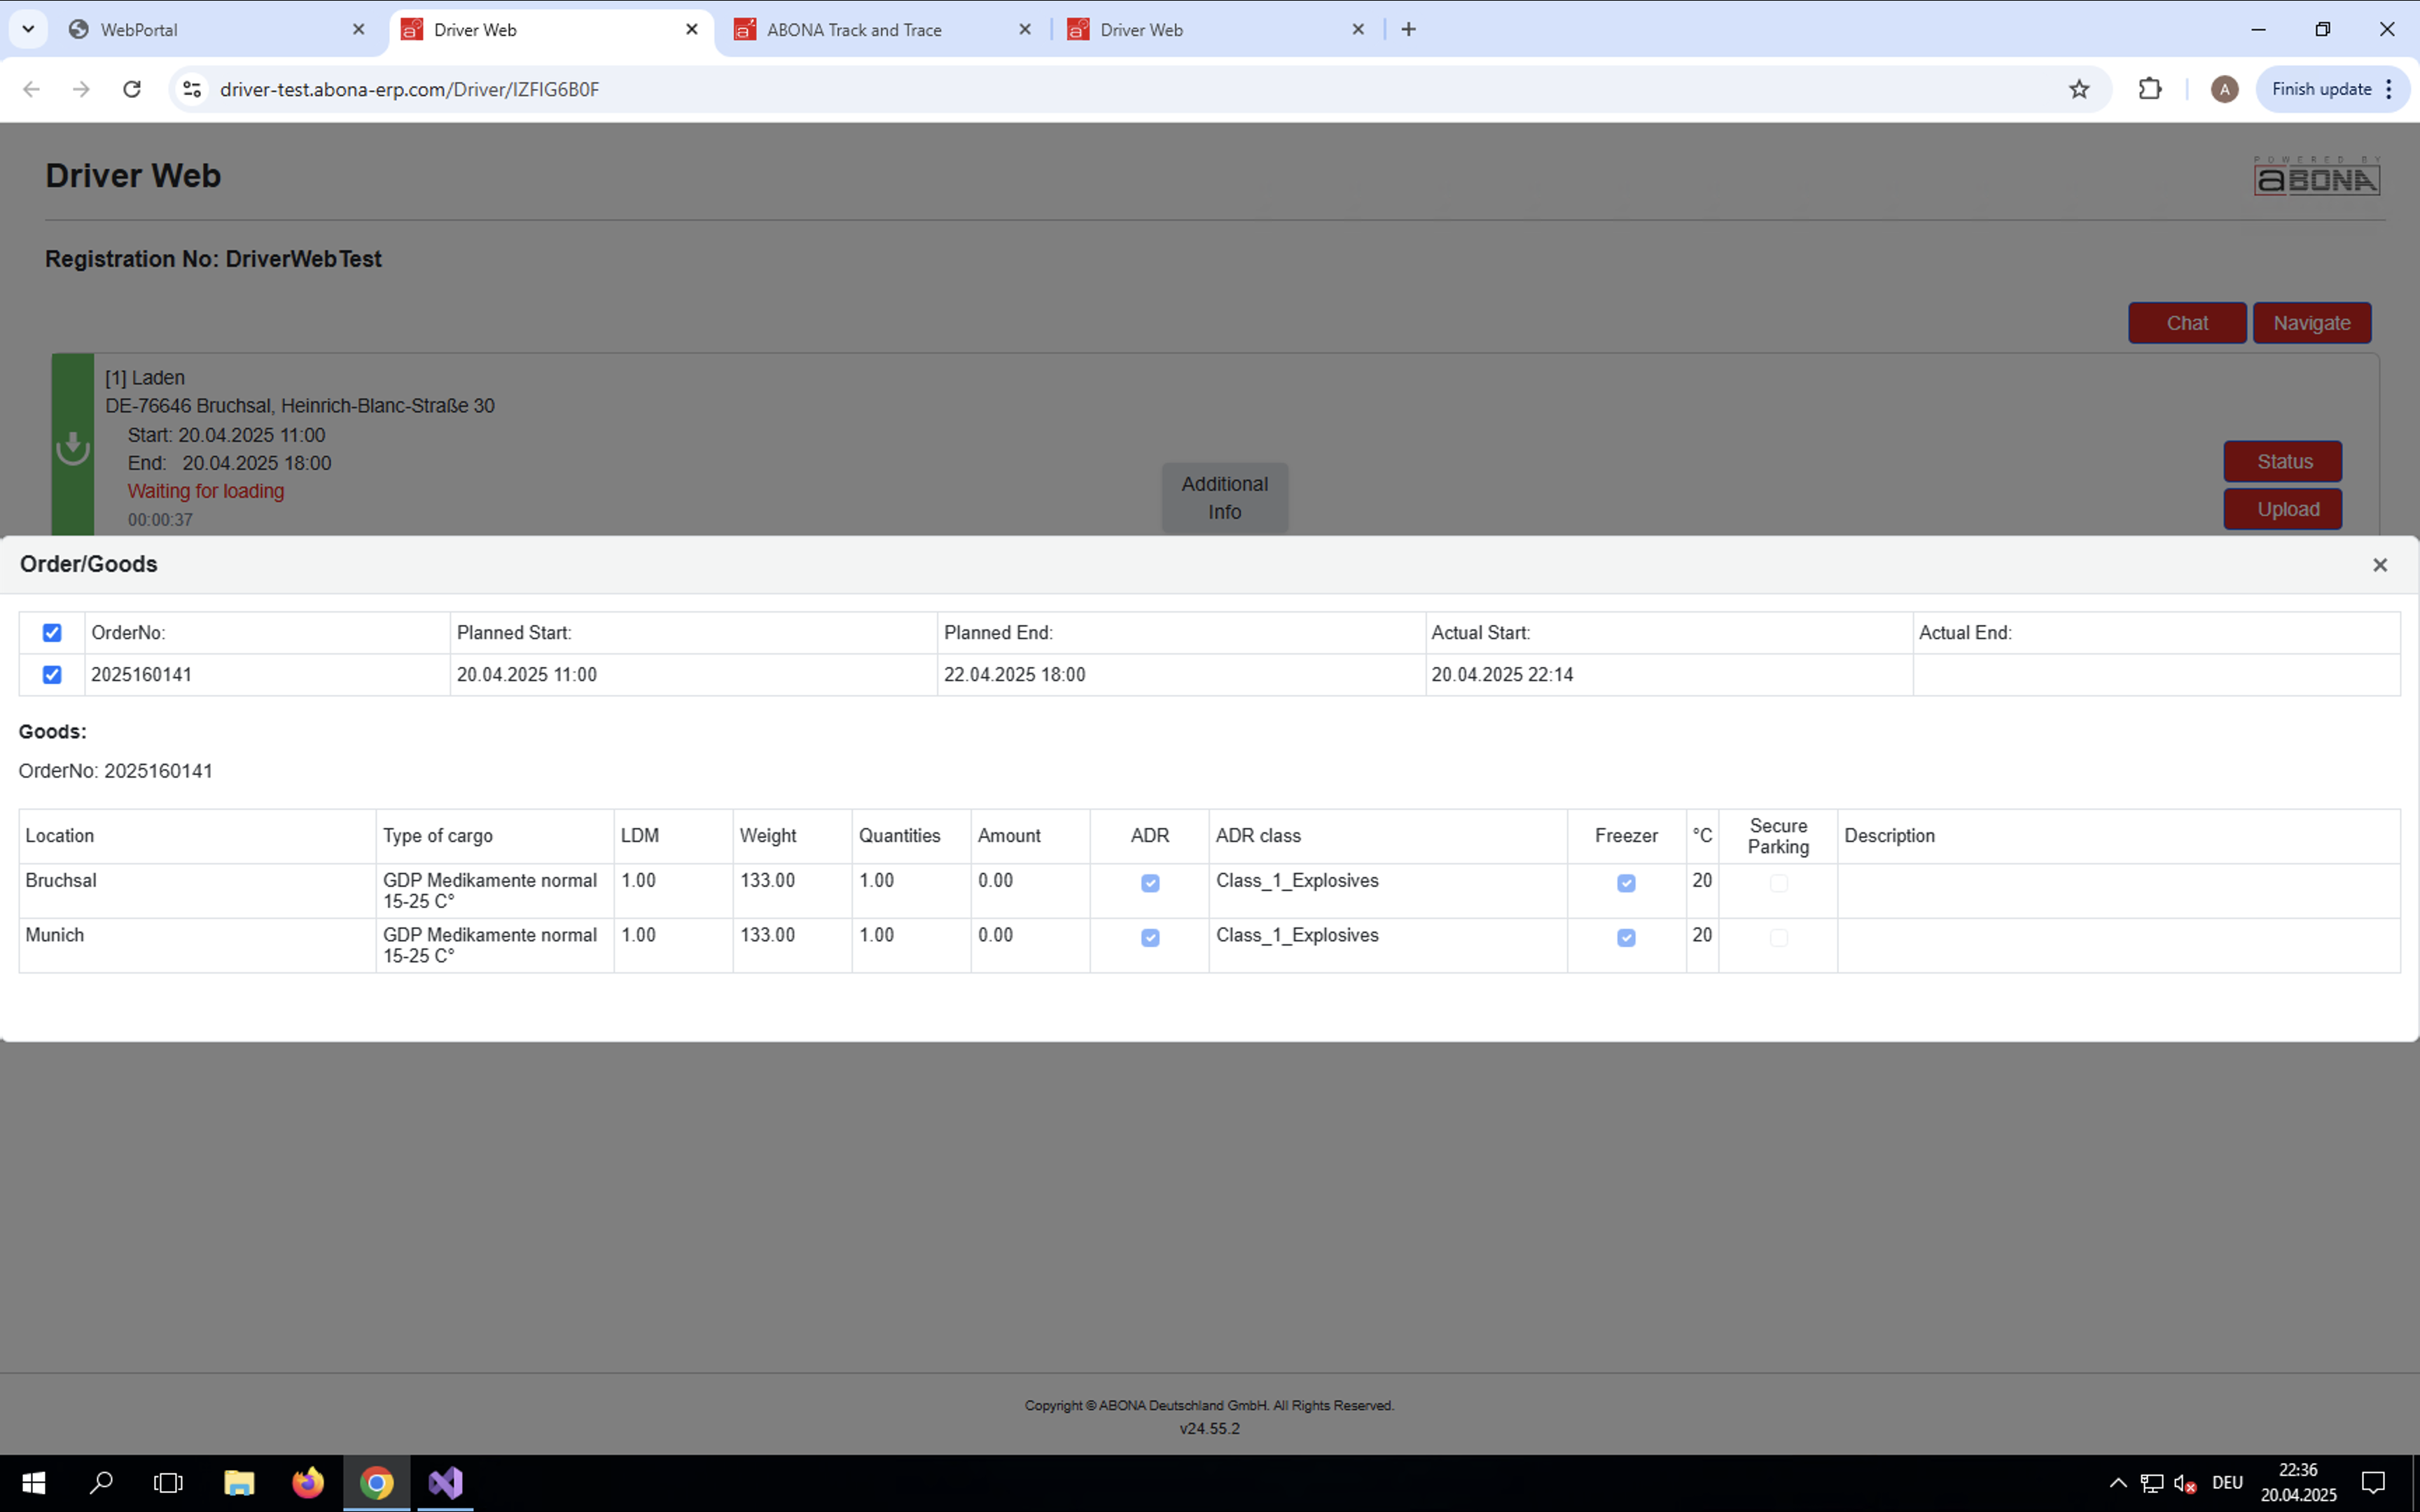 WebPortal
Driver Web
ABONA Track and Trace
Driver Web
driver-test.abona-erp.com/Driver/IZFIG6B0F
A
Finish update
Driver Web
POWERED BY
aBONA
Registration No: DriverWebTest
Chat
Navigate
[1] Laden
DE-76646 Bruchsal, Heinrich-Blanc-Straße 30
Start: 20.04.2025 11:00
End: 20.04.2025 18:00
Waiting for loading
00:00:37
Additional
Info
Status
Upload
Order/Goods
OrderNo: Planned Start: Planned End: Actual Start: Actual End:
2025160141 20.04.2025 11:00 22.04.2025 18:00 20.04.2025 22:14
Goods:
OrderNo: 2025160141
Location Type of cargo LDM Weight Quantities Amount ADR ADR class Freezer °C Secure Parking Description
Bruchsal GDP Medikamente normal 1.00 133.00 1.00 0.00 Class_1_Explosives 20
15-25 C°
Munich GDP Medikamente normal 1.00 133.00 1.00 0.00 Class_1_Explosives 20
15-25 C°
Copyright © ABONA Deutschland GmbH. All Rights Reserved.
v24.55.2
DEU
22:36
20.04.2025